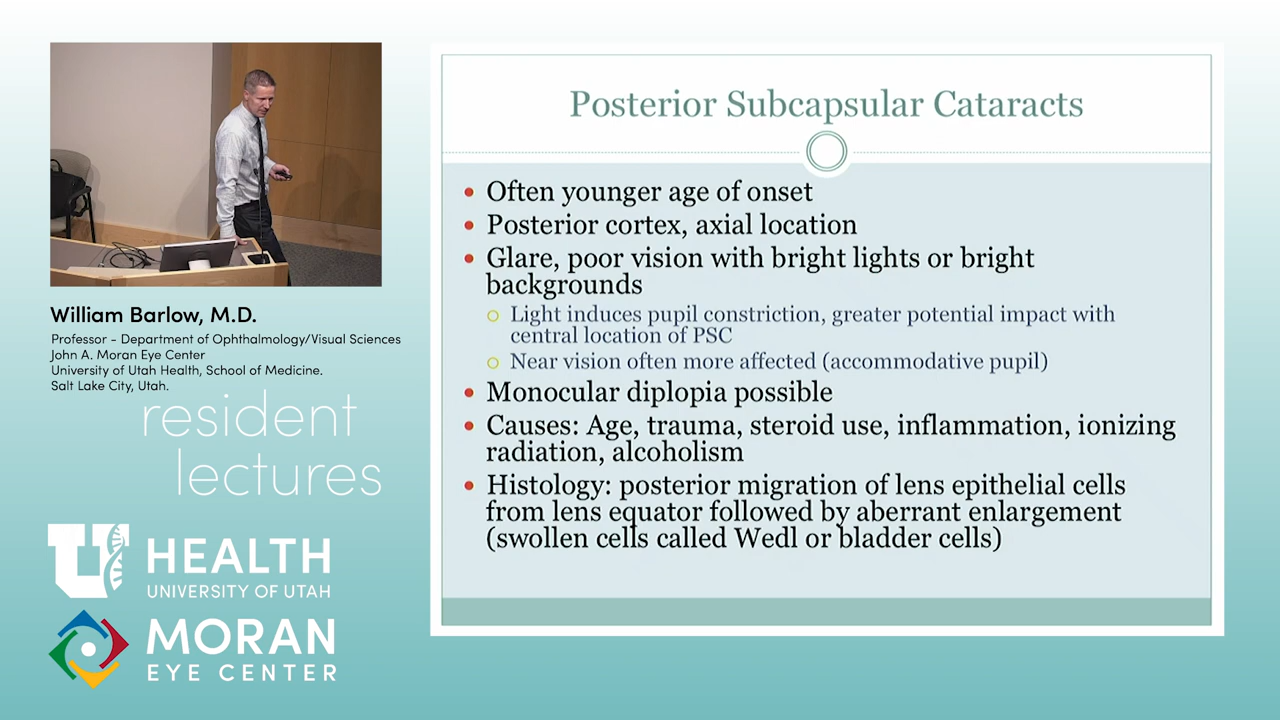 William Barlow, M.D.
Professor - Department of Ophthalmology/Visual Sciences
John A. Moran Eye Center
University of Utah Health, School of Medicine.
Salt Lake City, Utah.
resident
lectures
U HEALTH
UNIVERSITY OF UTAH
MORAN
EYE CENTER
Posterior Subcapsular Cataracts
Often younger age of onset
Posterior cortex, axial location
Glare, poor vision with bright lights or bright
backgrounds
Light induces pupil constriction, greater potential impact with
central location of PSC
Near vision often more affected (accommodative pupil)
Monocular diplopia possible
Causes: Age, trauma, steroid use, inflammation, ionizing
radiation, alcoholism
Histology: posterior migration of lens epithelial cells
from lens equator followed by aberrant enlargement
(swollen cells called Wedl or bladder cells)